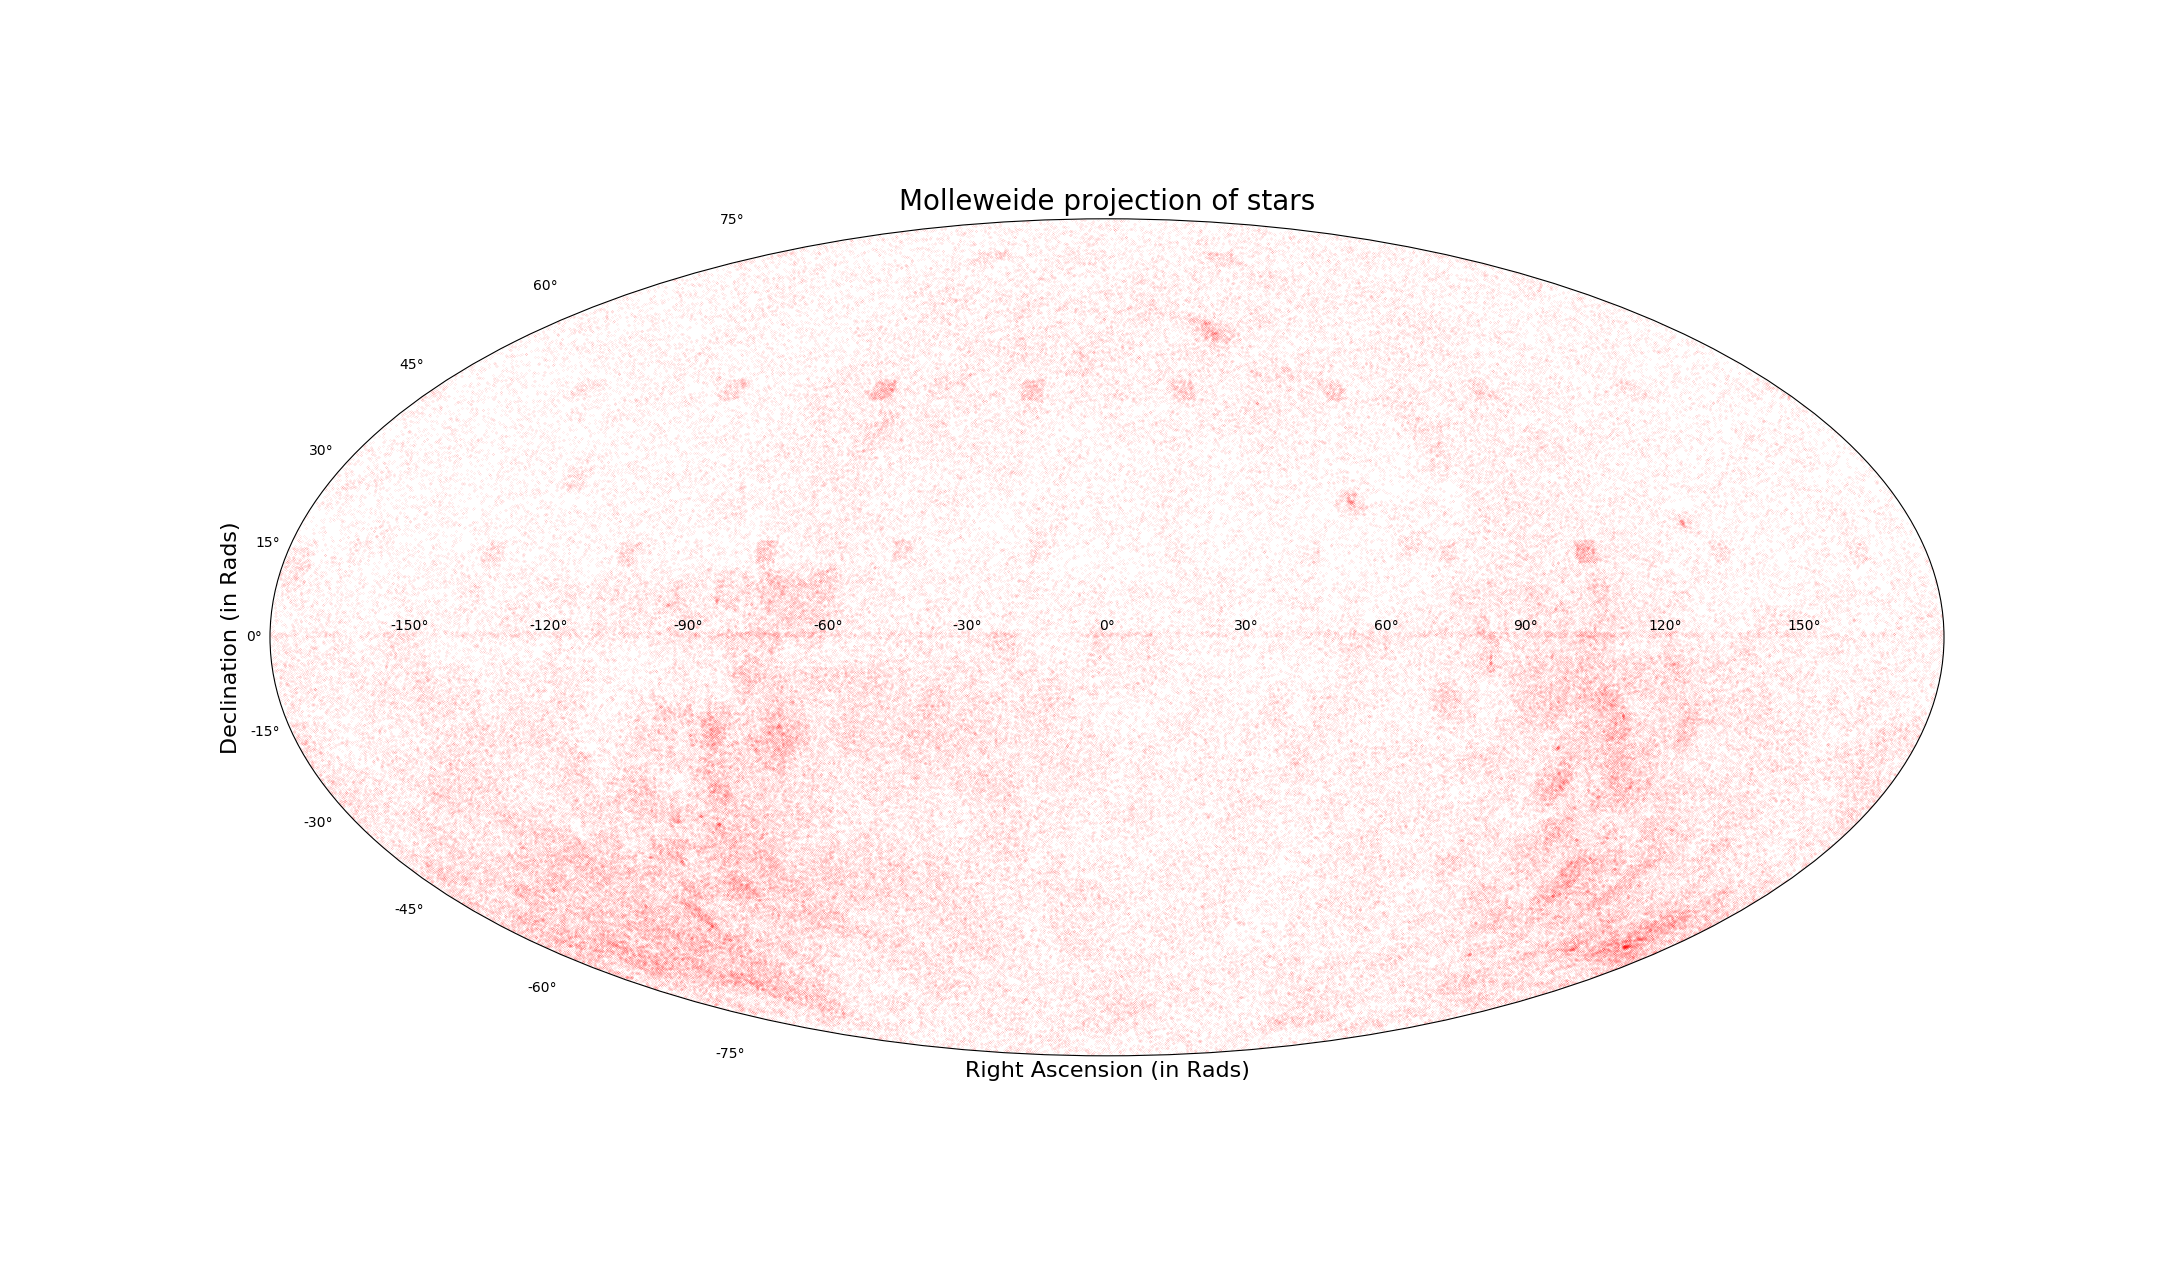 Molleweide projection of stars
75°
60°
45°
30°
15°
0°
-15°
-30°
-45°
-60°
-75°
-150° -120° -90° -60° -30° 0° 30° 60° 90° 120° 150°
Declination (in Rads)
Right Ascension (in Rads)